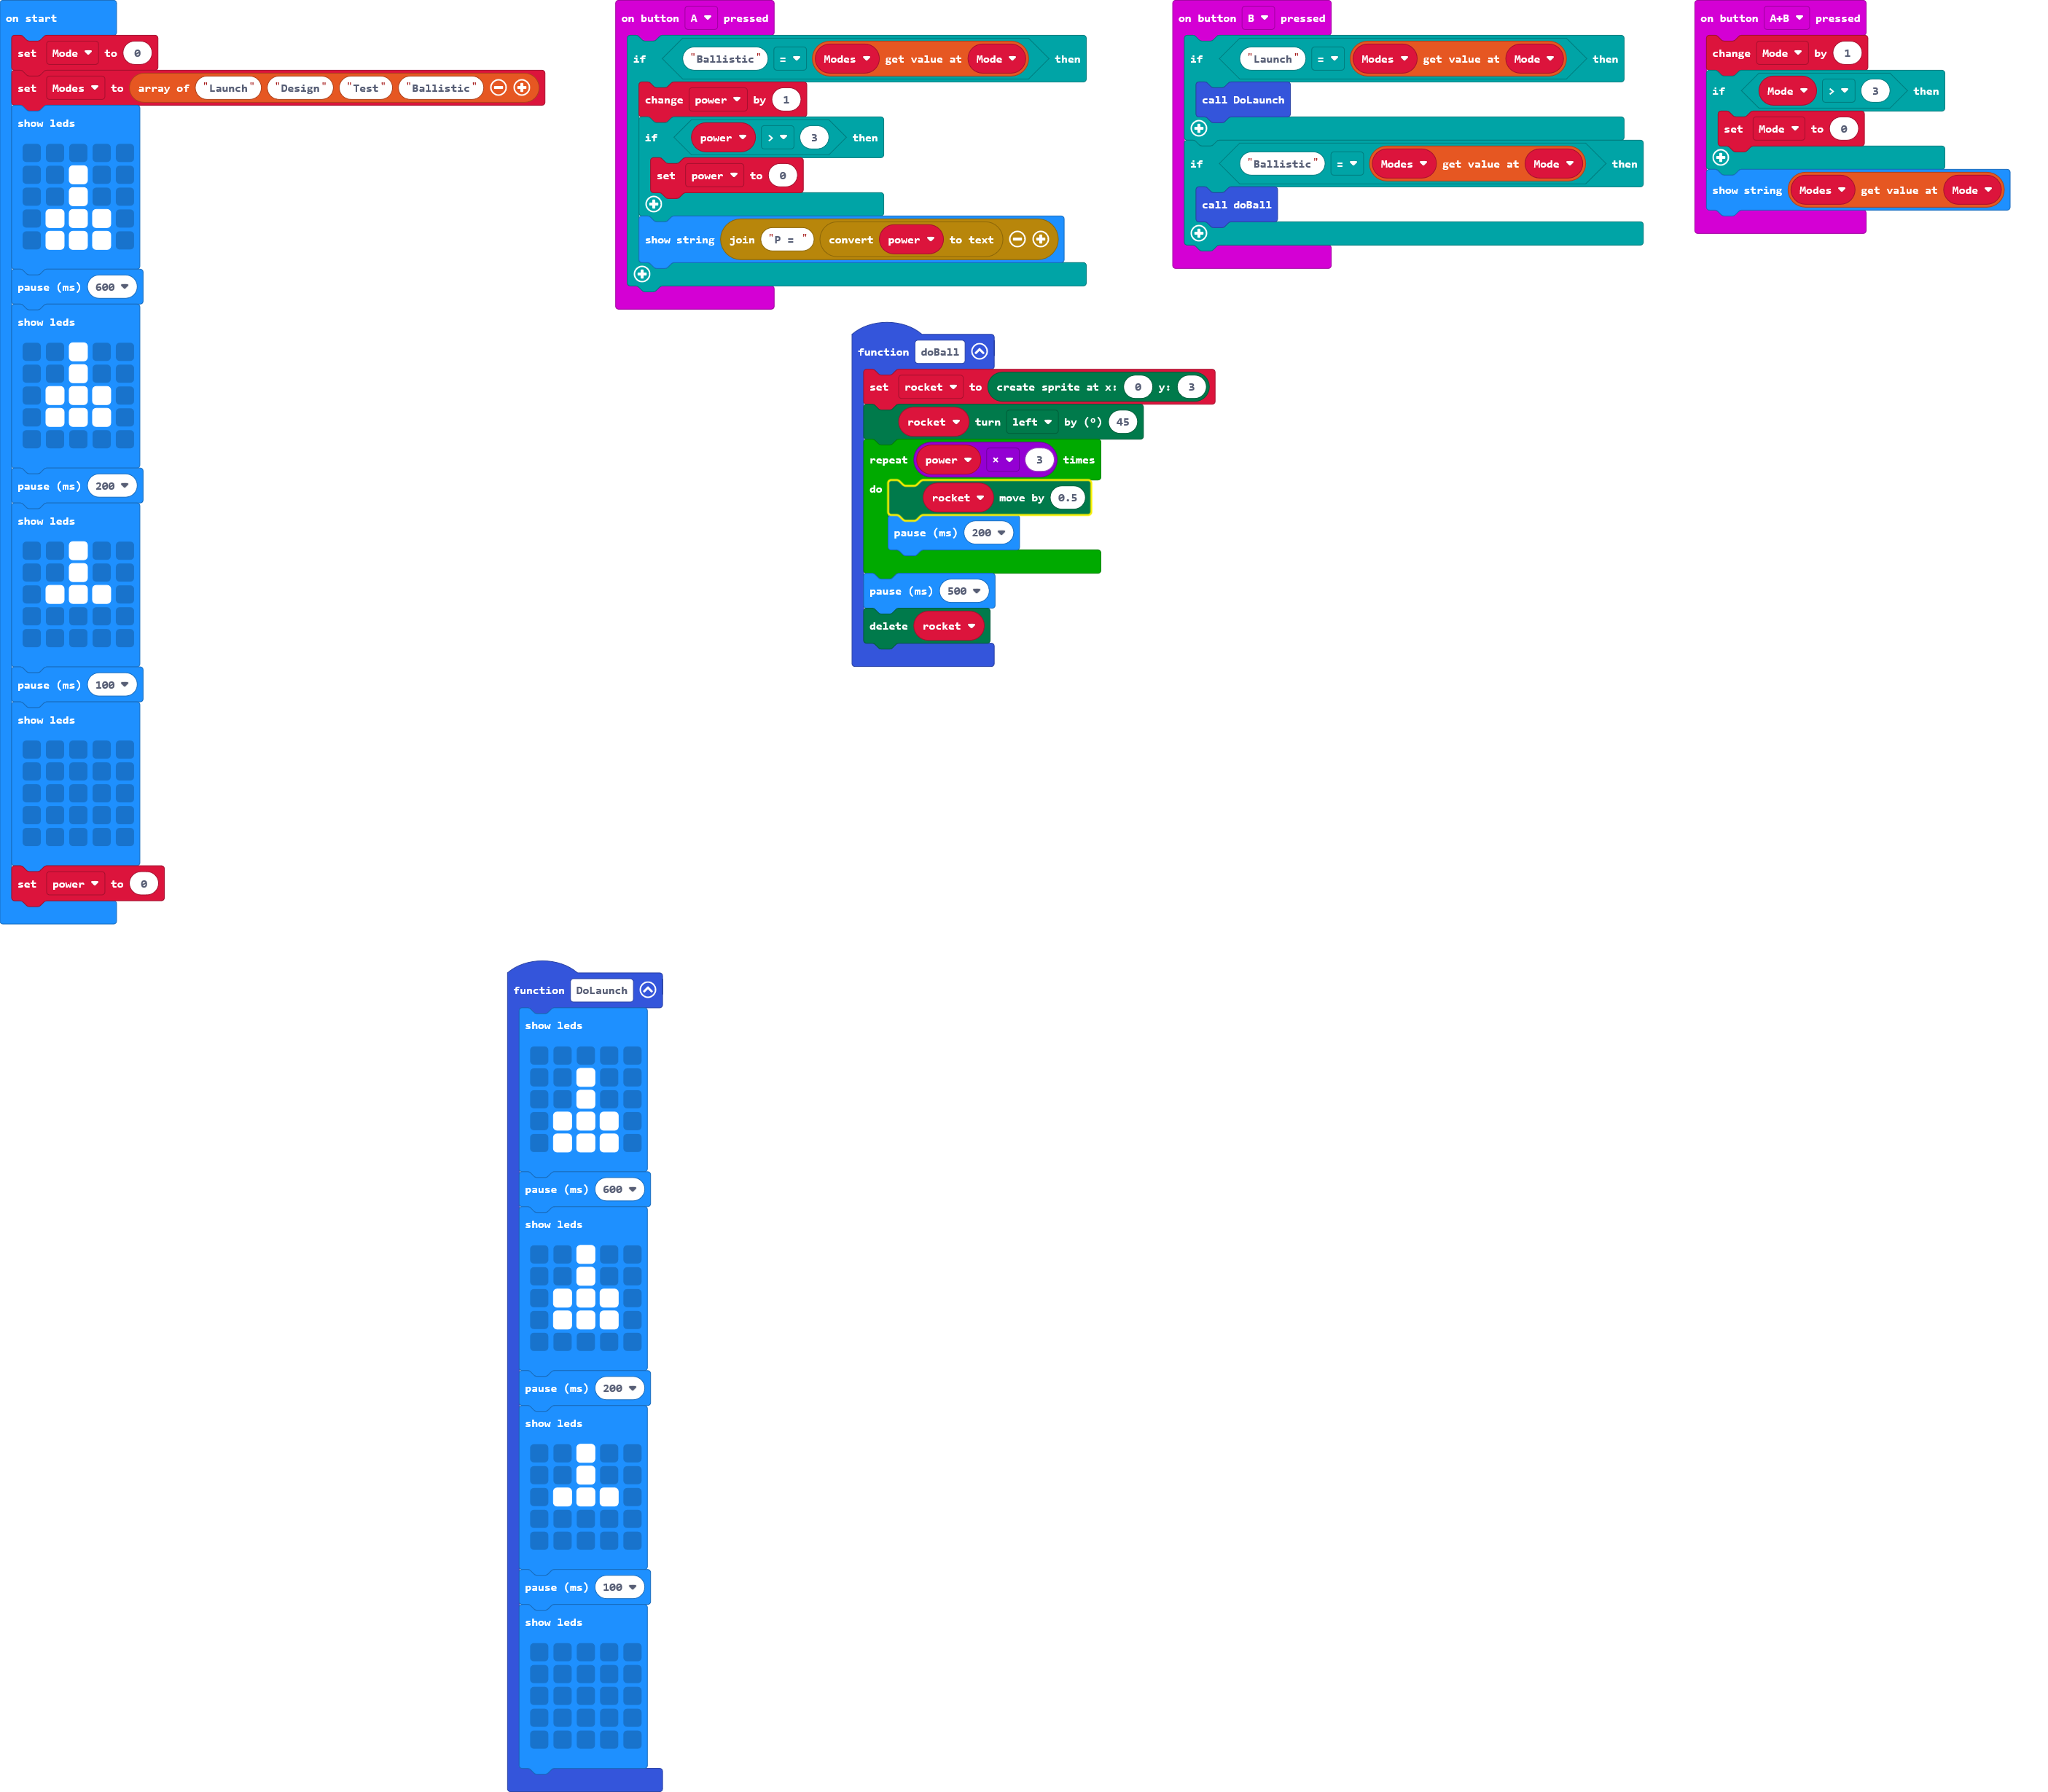 on start
set Mode to 0
set Modes to array of "Launch" "Design" "Test" "Ballistic"
show leds
pause (ms) 600
show leds
pause (ms) 200
show leds
pause (ms) 100
show leds
set power to 0
on button A pressed
if "Ballistic" = Modes get value at Mode then
change power by 1
if power > 3 then
set power to 0
show string join "P = " convert power to text
on button B pressed
if "Launch" = Modes get value at Mode then
call DoLaunch
if "Ballistic" = Modes get value at Mode then
call doBall
on button A+B pressed
change Mode by 1
if Mode > 3 then
set Mode to 0
show string Modes get value at Mode
function doBall
set rocket to create sprite at x: 0 y: 3
rocket turn left by (°) 45
repeat power × 3 times
do rocket move by 0.5
pause (ms) 200
pause (ms) 500
delete rocket
function DoLaunch
show leds
pause (ms) 600
show leds
pause (ms) 200
show leds
pause (ms) 100
show leds